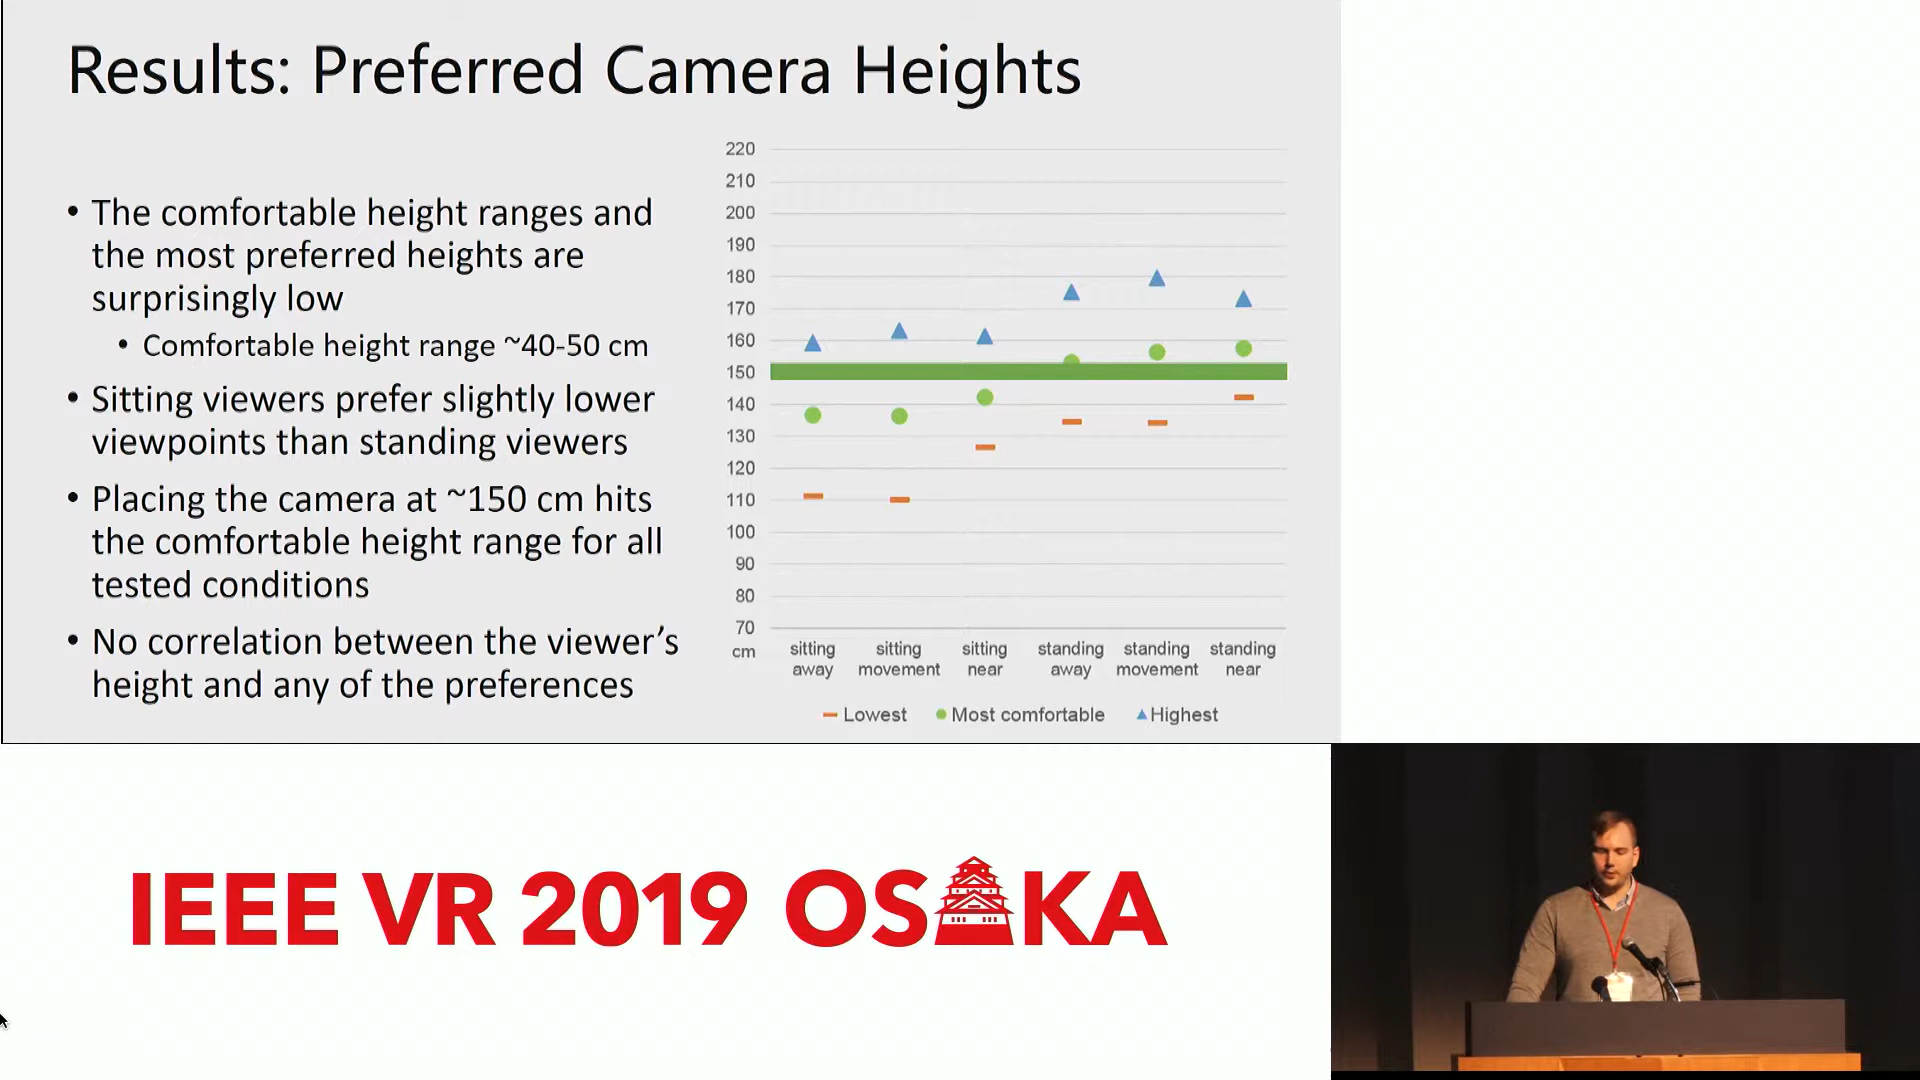 Results: Preferred Camera Heights
• The comfortable height ranges and
the most preferred heights are
surprisingly low
• Comfortable height range ~40-50 cm
• Sitting viewers prefer slightly lower
viewpoints than standing viewers
• Placing the camera at ~150 cm hits
the comfortable height range for all
tested conditions
• No correlation between the viewer’s
height and any of the preferences
220
210
200
190
180
170
160
150
140
130
120
110
100
90
80
70
cm
sitting away
sitting movement
sitting near
standing away
standing movement
standing near
Lowest Most comfortable Highest
IEEE VR 2019 OSAKA